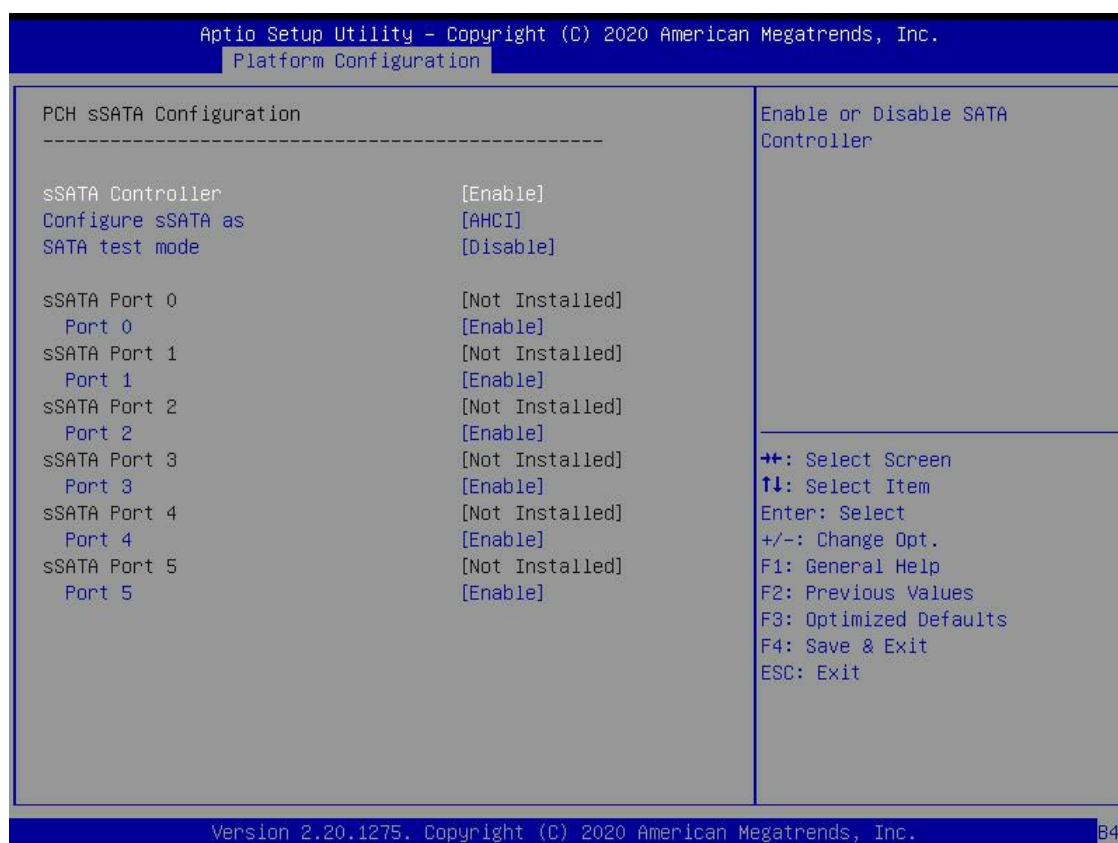 Aptio Setup Utility – Copyright (C) 2020 American Megatrends, Inc.
Platform Configuration
PCH sSATA Configuration
--------------------------------------------------
sSATA Controller [Enable]
Configure sSATA as [AHCI]
SATA test mode [Disable]
sSATA Port 0 [Not Installed]
Port 0 [Enable]
sSATA Port 1 [Not Installed]
Port 1 [Enable]
sSATA Port 2 [Not Installed]
Port 2 [Enable]
sSATA Port 3 [Not Installed]
Port 3 [Enable]
sSATA Port 4 [Not Installed]
Port 4 [Enable]
sSATA Port 5 [Not Installed]
Port 5 [Enable]
Enable or Disable SATA
Controller
→←: Select Screen
↑↓: Select Item
Enter: Select
+/-: Change Opt.
F1: General Help
F2: Previous Values
F3: Optimized Defaults
F4: Save & Exit
ESC: Exit
Version 2.20.1275. Copyright (C) 2020 American Megatrends, Inc.
B4